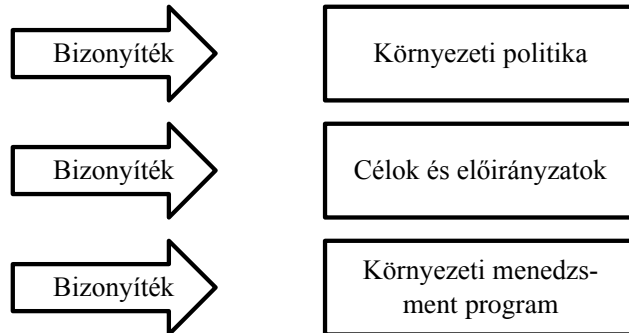 Bizonyíték
Környezeti politika
Bizonyíték
Célok és előirányzatok
Bizonyíték
Környezeti menedzs-
ment program